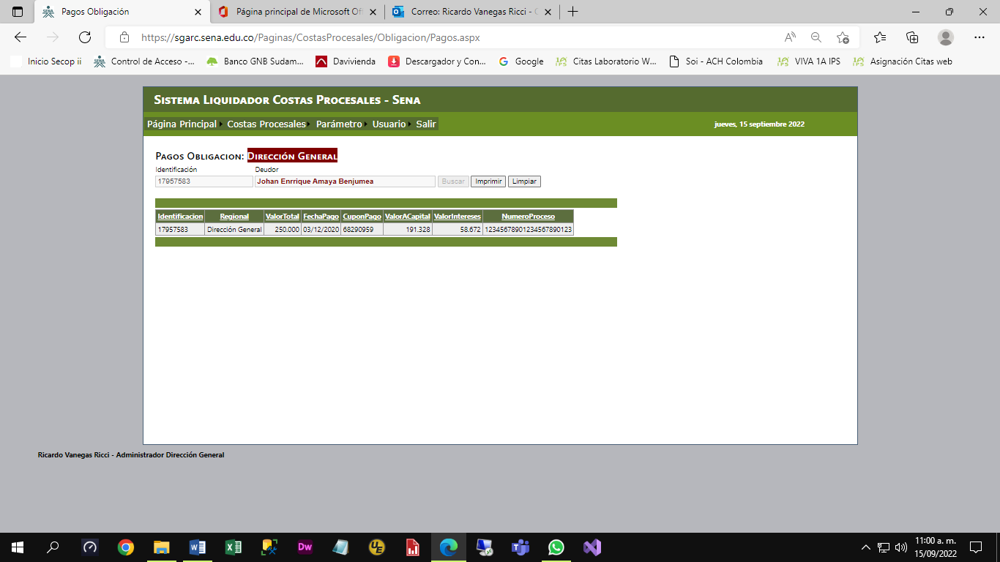 Pagos Obligación
Página principal de Microsoft Of
Correo: Ricardo Vanegas Ricci - O
https://sgarc.sena.edu.co/Paginas/CostasProcesales/Obligacion/Pagos.aspx
Inicio Secop ii
Control de Acceso -...
Banco GNB Sudam...
Davivienda
Descargador y Con...
Google
Citas Laboratorio W...
Soi - ACH Colombia
VIVA 1A IPS
Asignación Citas web
Sistema Liquidador Costas Procesales - Sena
Página Principal Costas Procesales Parámetro Usuario Salir
jueves, 15 septiembre 2022
Pagos Obligacion: Dirección General
Identificación Deudor
17957583 Johan Enrrique Amaya Benjumea Buscar Imprimir Limpiar
Identificacion Regional ValorTotal FechaPago CuponPago ValorACapital ValorIntereses NumeroProceso
17957583 Dirección General 250.000 03/12/2020 68290959 191.328 58.672 12345678901234567890123
Ricardo Vanegas Ricci - Administrador Dirección General
Dw
UE
11:00 a. m.
15/09/2022